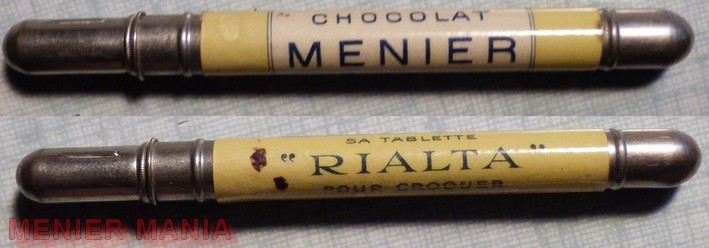 CHOCOLAT
MENIER
SA TABLETTE
"RIALTA"
POUR CROQUER
MENIER MANIA